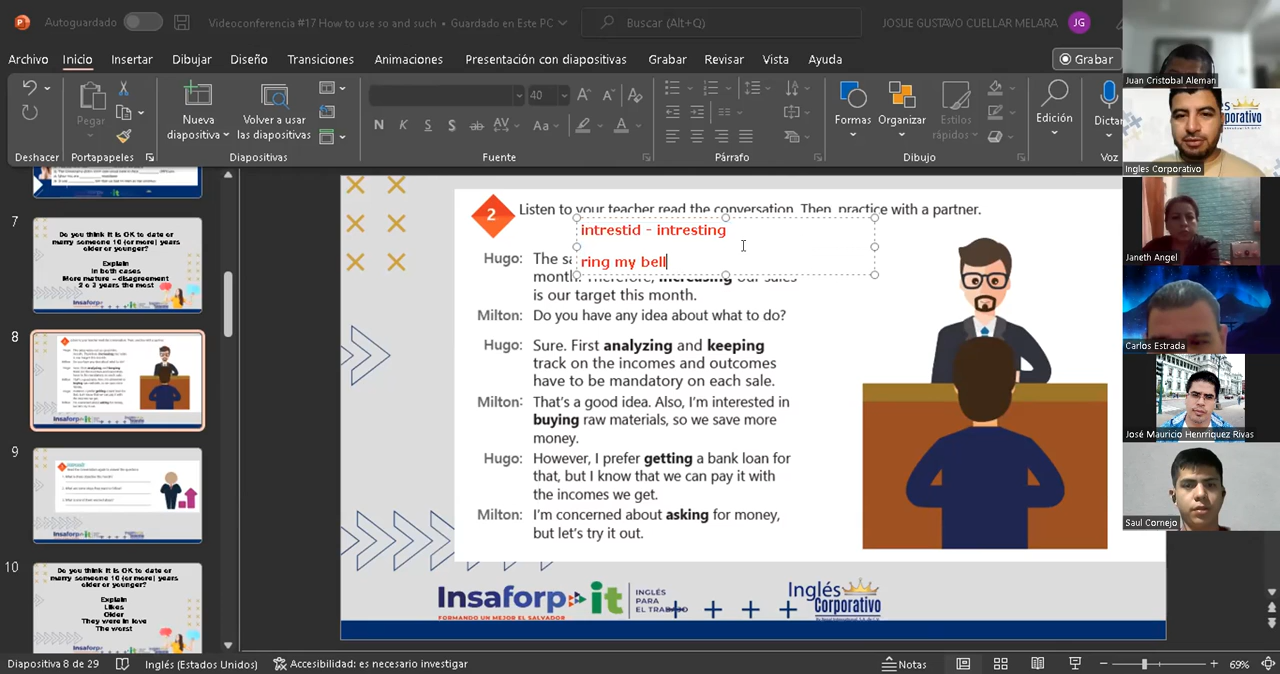 Autoguardado
Videoconferencia #17 How to use so and such • Guardado en Este PC
Buscar (Alt+Q)
JOSUE GUSTAVO CUELLAR MELARA
JG
Archivo Inicio Insertar Dibujar Diseño Transiciones Animaciones Presentación con diapositivas Grabar Revisar Vista Ayuda
Grabar
Pegar
Nueva diapositiva
Volver a usar las diapositivas
40
N K S S ab AV Aa A
Formas
Organizar
Estilos rápidos
Edición
Dictar
Deshacer
Portapapeles
Diapositivas
Fuente
Párrafo
Dibujo
Voz
7
Do you think it is OK to date or
marry someone 10 (or more) years
older or younger?
Explain
In both cases
More mature - disagreement
2 o 3 years the most
8
9
10
Do you think it is OK to date or
marry someone 10 (or more) years
older or younger?
Explain
Likes
Older
They were in love
The worst
2
Listen to your teacher read the conversation. Then, practice with a partner.
intrestid - intresting
ring my bell
Hugo: The
month. Therefore, increasing our sales
is our target this month.
Milton: Do you have any idea about what to do?
Hugo: Sure. First analyzing and keeping
track on the incomes and outcomes
have to be mandatory on each sale.
Milton: That's a good idea. Also, I'm interested in
buying raw materials, so we save more
money.
Hugo: However, I prefer getting a bank loan for
that, but I know that we can pay it with
the incomes we get.
Milton: I'm concerned about asking for money,
but let's try it out.
Insaforp it
INGLÉS
PARA
EL TRABAJO
FORMANDO UN MEJOR EL SALVADOR
Inglés
Corporativo
Juan Cristobal Aleman
Ingles Corporativo
Janeth Angel
Carlos Estrada
José Mauricio Henrriquez Rivas
Saul Cornejo
Diapositiva 8 de 29
Inglés (Estados Unidos)
Accesibilidad: es necesario investigar
Notas
69%